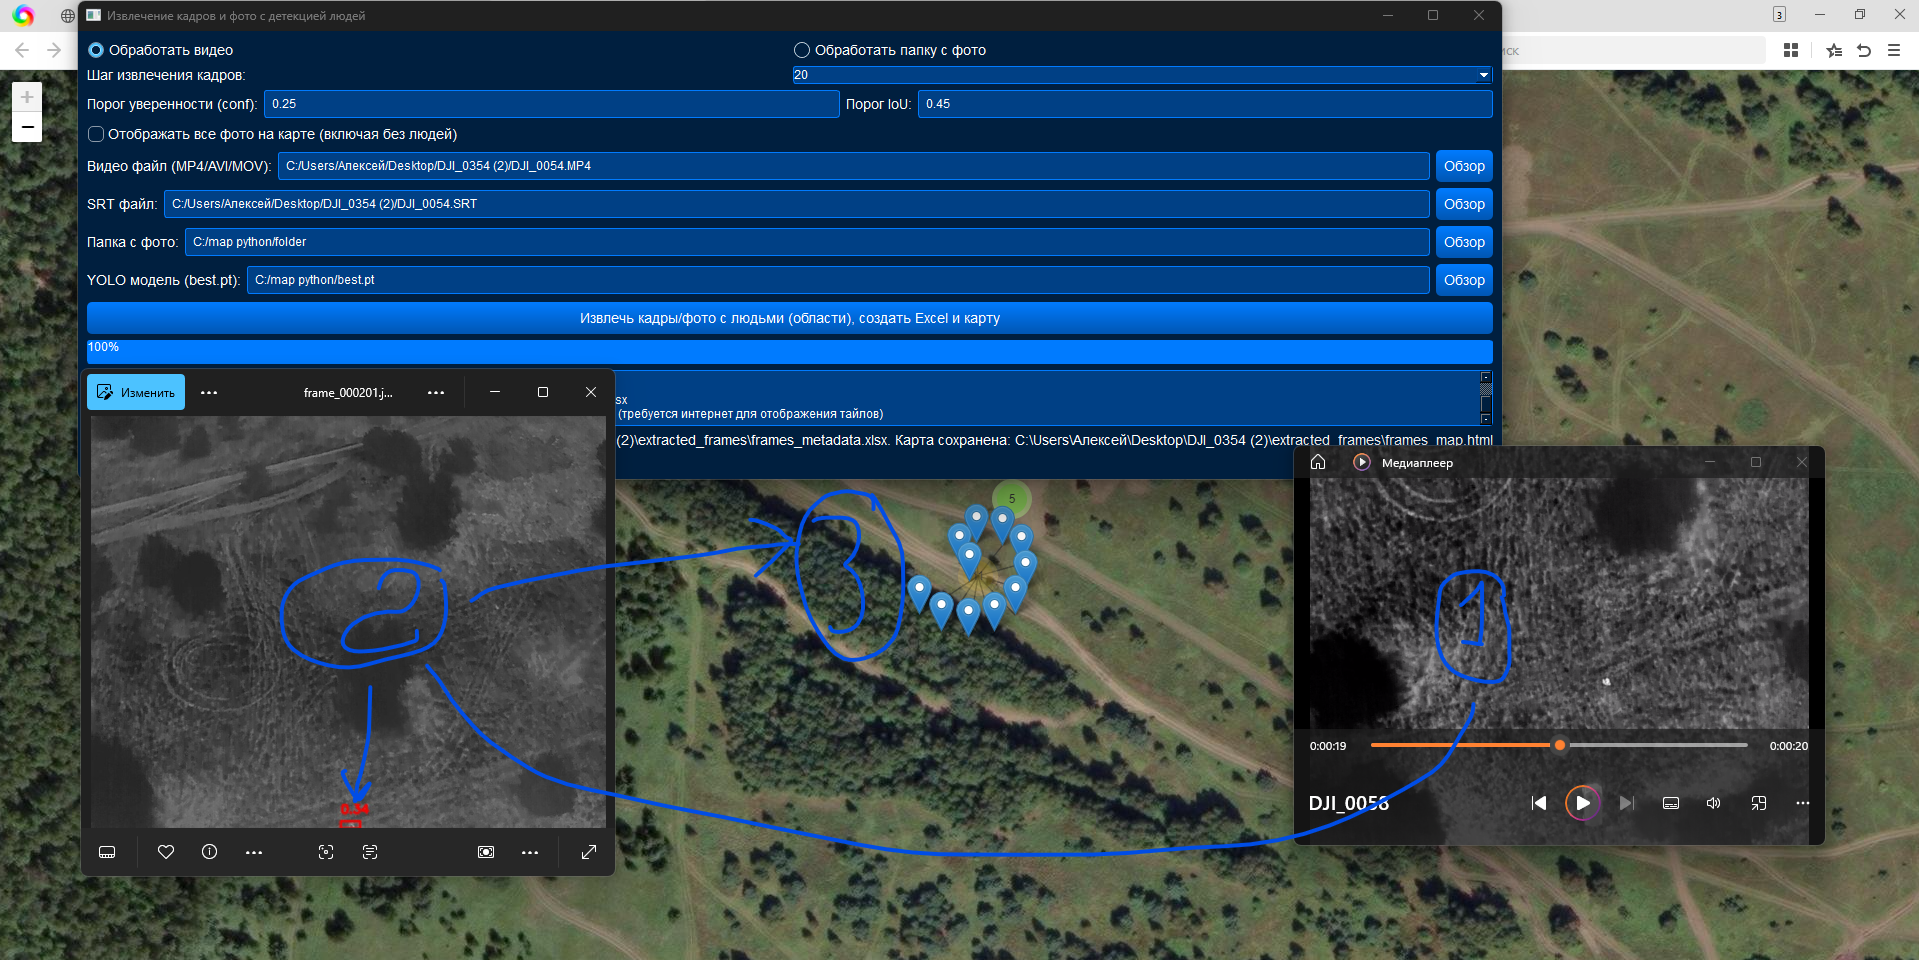 Извлечение кадров и фото с детекцией людей
3
Обработать видео
Обработать папку с фото
ск
Шаг извлечения кадров:
20
Порог уверенности (conf):
0.25
Порог IoU:
0.45
Отображать все фото на карте (включая без людей)
Видео файл (MP4/AVI/MOV):
C:/Users/Алексей/Desktop/DJI_0354 (2)/DJI_0054.MP4
Обзор
SRT файл:
C:/Users/Алексей/Desktop/DJI_0354 (2)/DJI_0054.SRT
Обзор
Папка с фото:
C:/map python/folder
Обзор
YOLO модель (best.pt):
C:/map python/best.pt
Обзор
Извлечь кадры/фото с людьми (области), создать Excel и карту
100%
Изменить
frame_000201.j...
sx
(требуется интернет для отображения тайлов)
(2)\extracted_frames\frames_metadata.xlsx. Карта сохранена: C:\Users\Алексей\Desktop\DJI_0354 (2)\extracted_frames\frames_map.html
Медиаплеер
5
3
2
1
0:00:19
0:00:20
DJI_0058
0.54